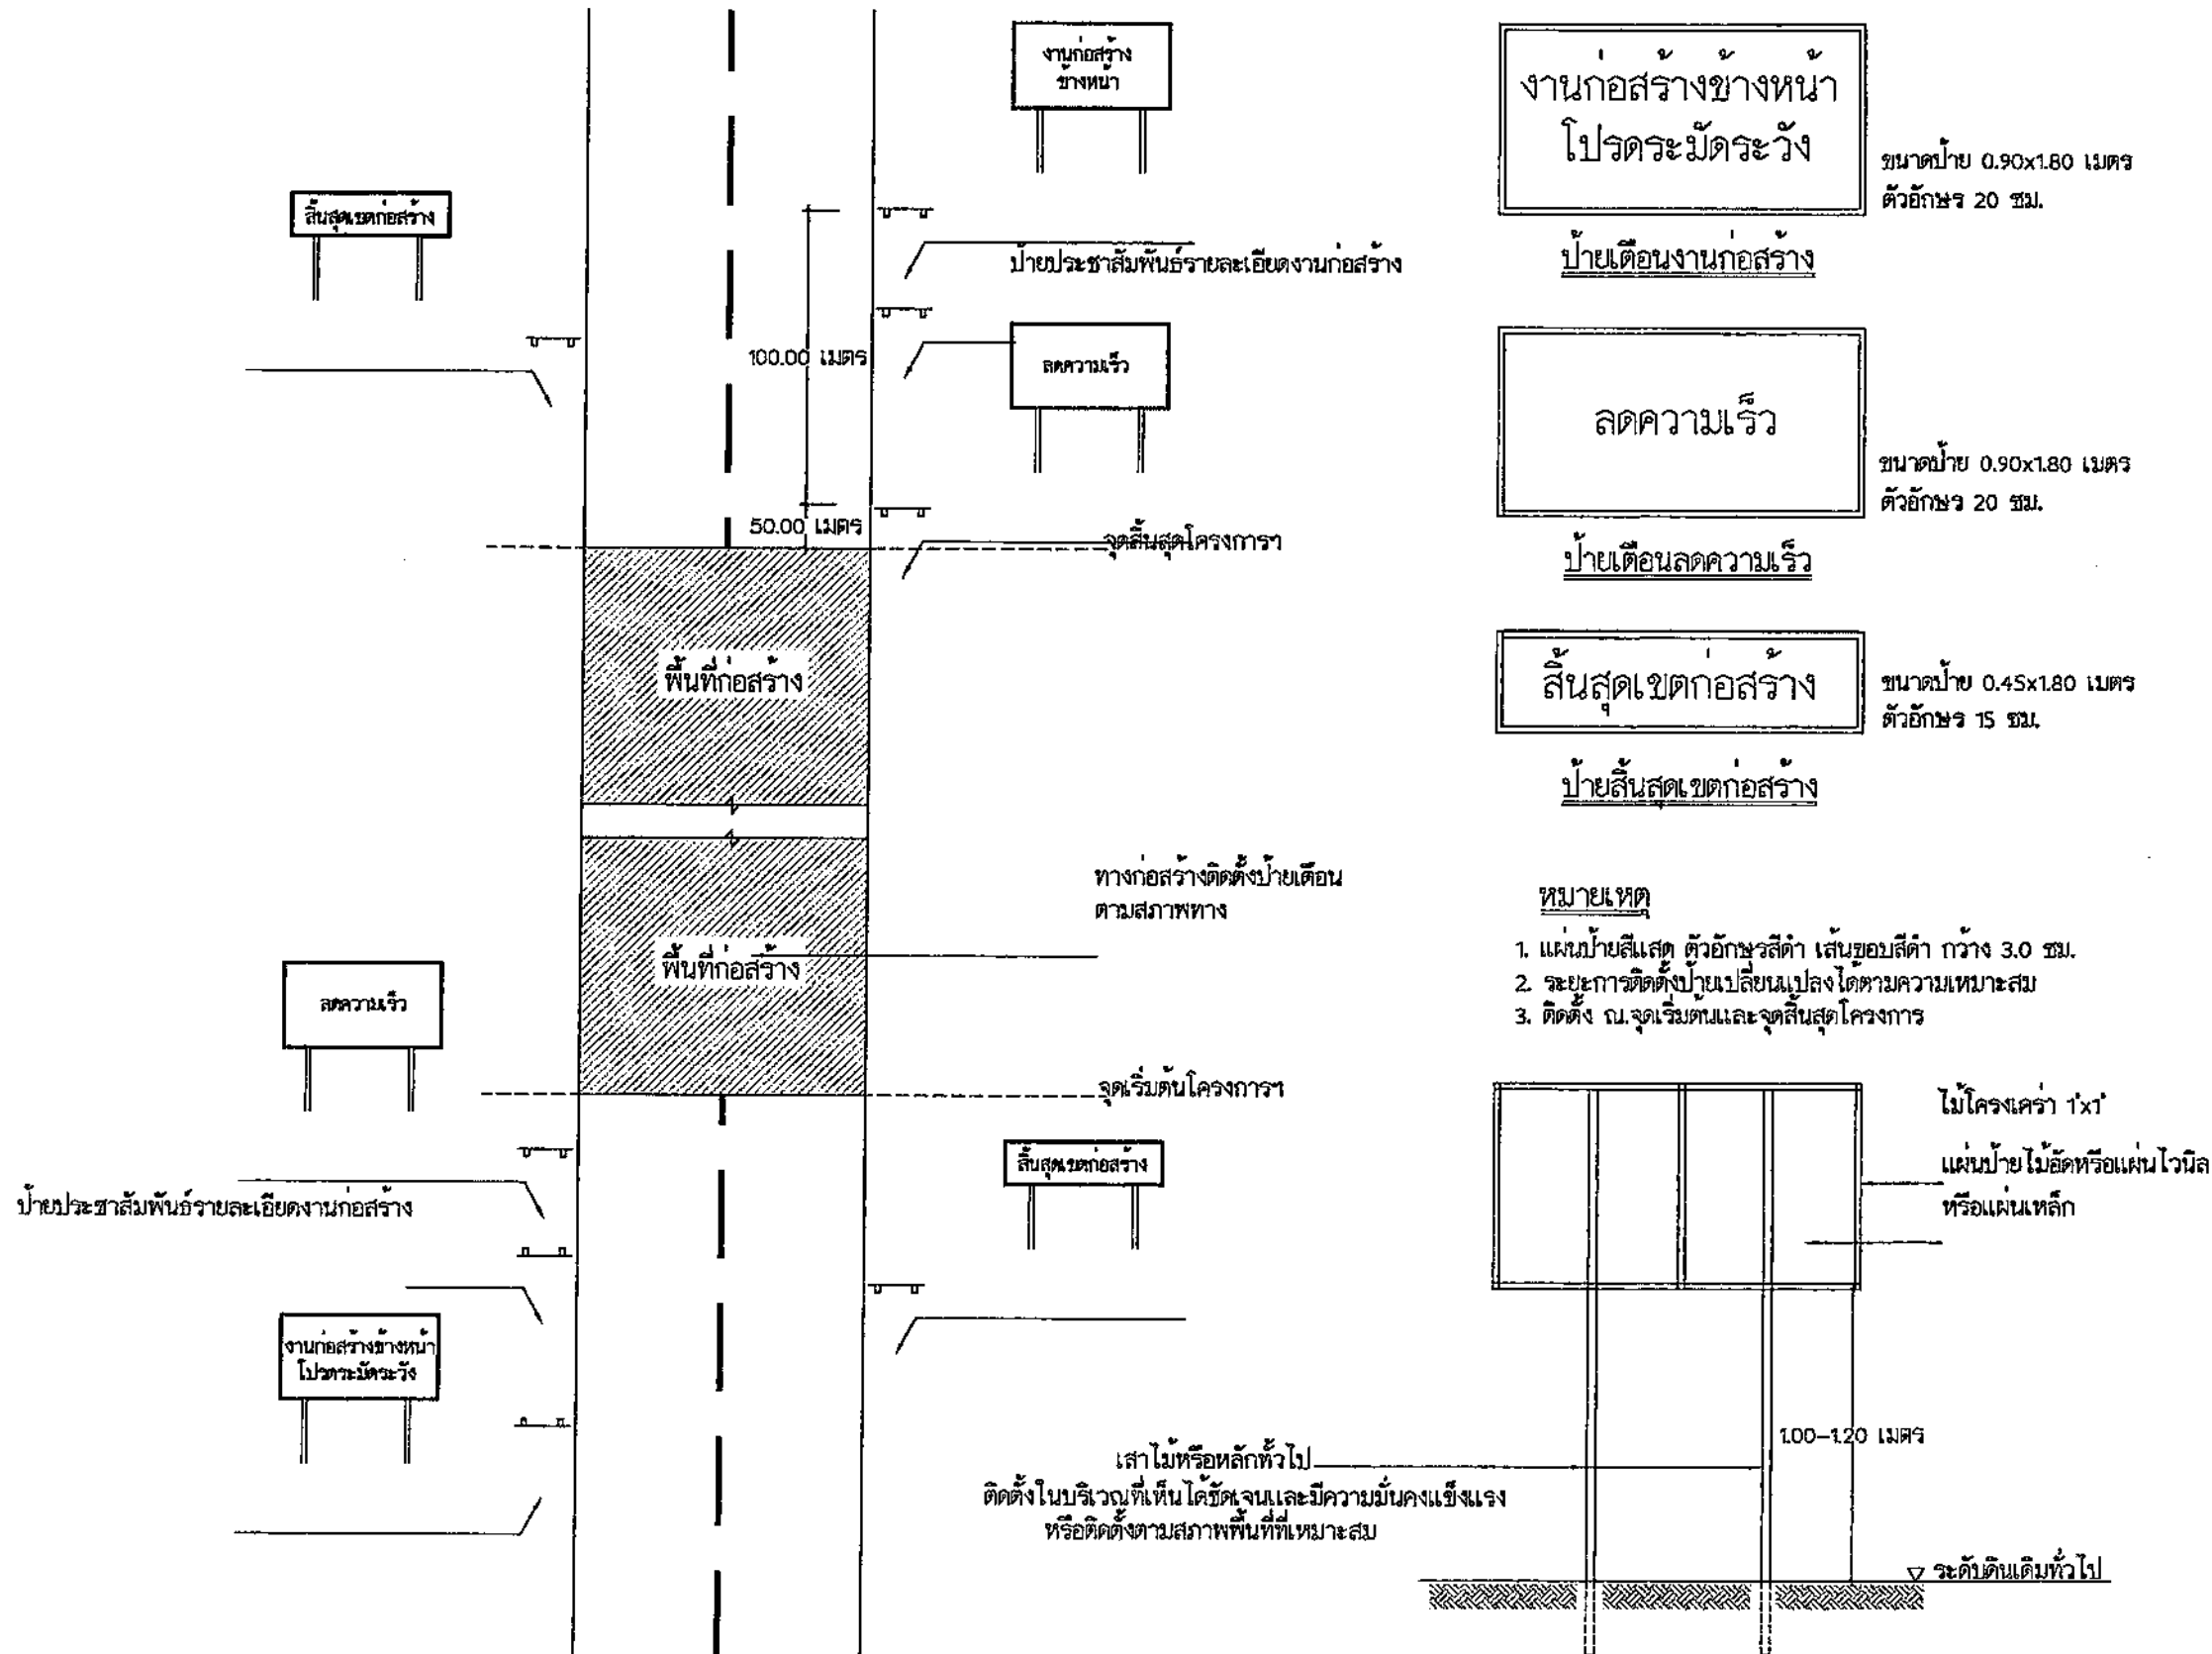 งานก่อสร้าง
ข้างหน้า
สิ้นสุดเขตก่อสร้าง
ป้ายประชาสัมพันธ์รายละเอียดงานก่อสร้าง
100.00 เมตร
ลดความเร็ว
50.00 เมตร
จุดสิ้นสุดโครงการฯ
พื้นที่ก่อสร้าง
ทางก่อสร้างติดตั้งป้ายเตือน
ตามสภาพทาง
พื้นที่ก่อสร้าง
ลดความเร็ว
จุดเริ่มต้นโครงการฯ
สิ้นสุดเขตก่อสร้าง
ป้ายประชาสัมพันธ์รายละเอียดงานก่อสร้าง
งานก่อสร้างข้างหน้า
โปรดระมัดระวัง
งานก่อสร้างข้างหน้า
โปรดระมัดระวัง
ขนาดป้าย 0.90x1.80 เมตร
ตัวอักษร 20 ซม.
ป้ายเตือนงานก่อสร้าง
ลดความเร็ว
ขนาดป้าย 0.90x1.80 เมตร
ตัวอักษร 20 ซม.
ป้ายเตือนลดความเร็ว
สิ้นสุดเขตก่อสร้าง
ขนาดป้าย 0.45x1.80 เมตร
ตัวอักษร 15 ซม.
ป้ายสิ้นสุดเขตก่อสร้าง
หมายเหตุ
1. แผ่นป้ายสีแสด ตัวอักษรสีดำ เส้นขอบสีดำ กว้าง 3.0 ซม.
2. ระยะการติดตั้งป้ายเปลี่ยนแปลงได้ตามความเหมาะสม
3. ติดตั้ง ณ.จุดเริ่มต้นและจุดสิ้นสุดโครงการ
ไม้โครงเคร่า 1"x1"
แผ่นป้ายไม้อัดหรือแผ่นไวนิล
หรือแผ่นเหล็ก
1.00-1.20 เมตร
เสาไม้หรือหลักทั่วไป
ติดตั้งในบริเวณที่เห็นได้ชัดเจนและมีความมั่นคงแข็งแรง
หรือติดตั้งตามสภาพพื้นที่ที่เหมาะสม
ระดับดินเดิมทั่วไป